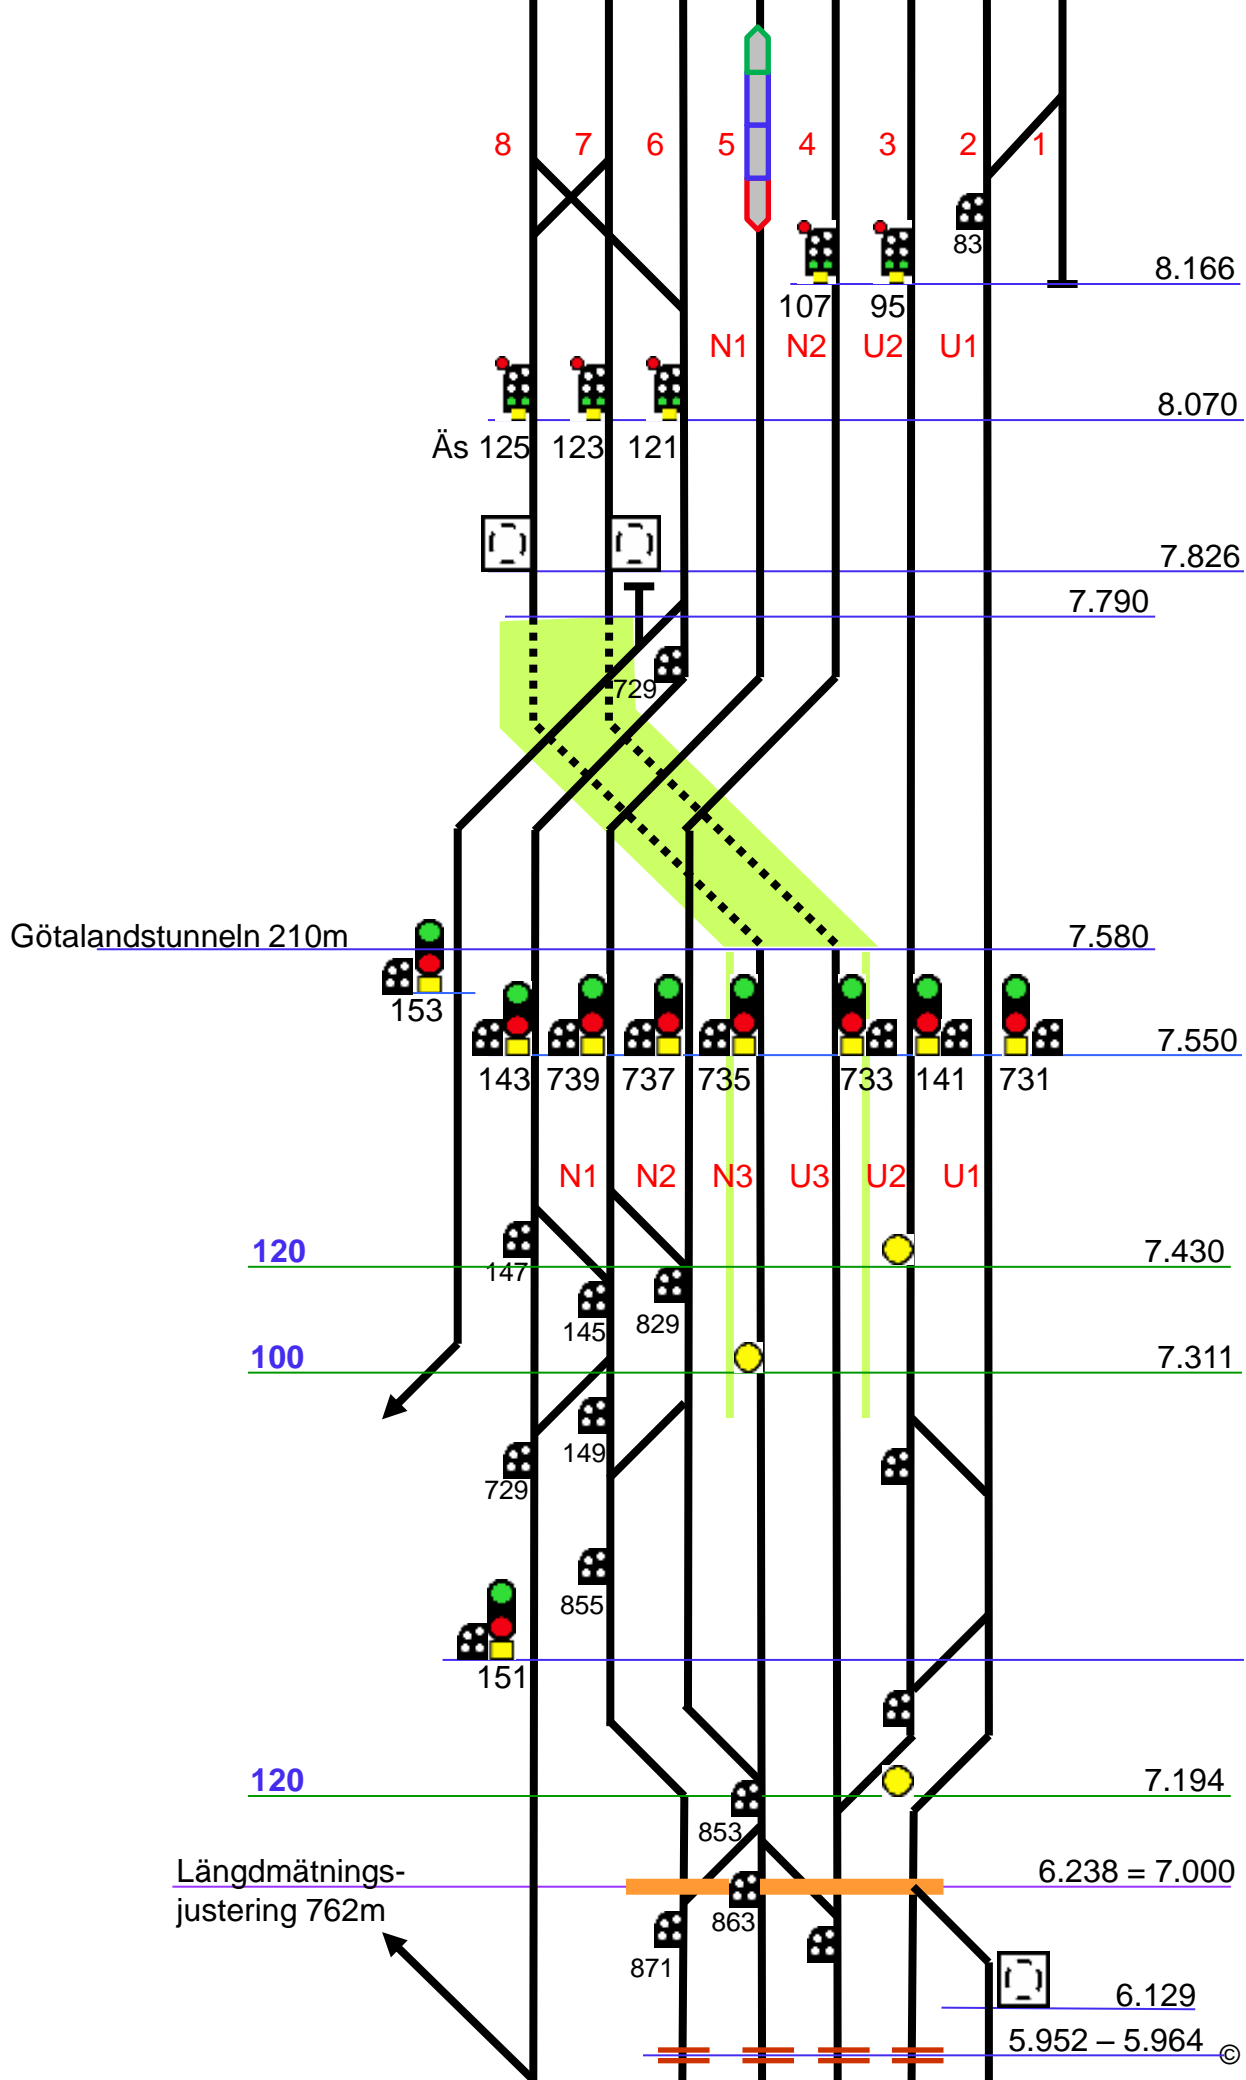 8 7 6 5 4 3 2 1
83
8.166
107 95
N1 N2 U2 U1
8.070
Äs 125 123 121
7.826
7.790
729
Götalandstunneln 210m 7.580
153
7.550
143 739 737 735 733 141 731
N1 N2 N3 U3 U2 U1
120 7.430
147
145 829
100 7.311
149
729
855
151
120 7.194
853
Längdmätnings- 6.238 = 7.000
justering 762m
863
871
6.129
5.952 – 5.964 ©